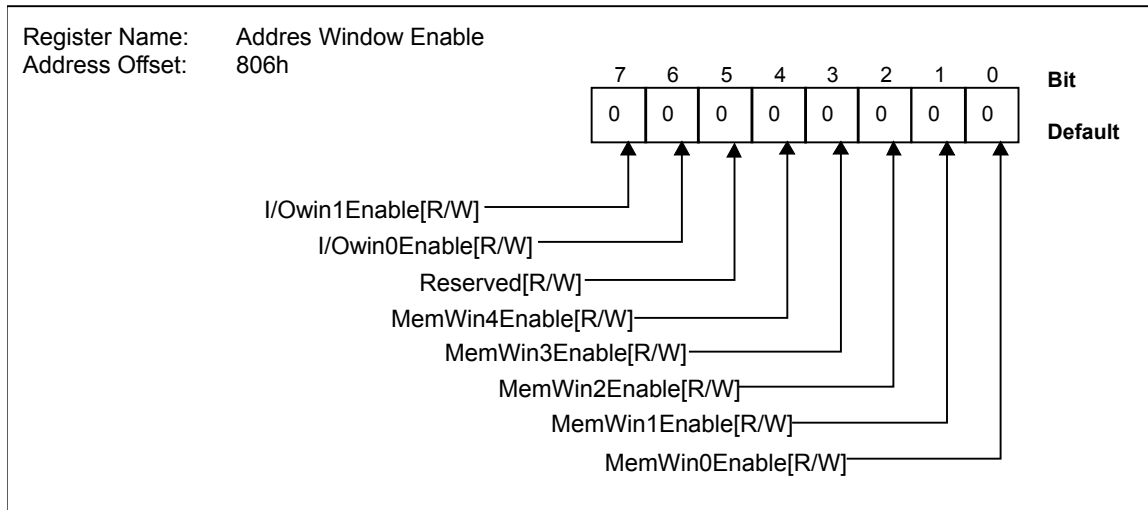 Register Name: Addres Window Enable
Address Offset: 806h
7 6 5 4 3 2 1 0 Bit
0 0 0 0 0 0 0 0 Default
I/Owin1Enable[R/W]
I/Owin0Enable[R/W]
Reserved[R/W]
MemWin4Enable[R/W]
MemWin3Enable[R/W]
MemWin2Enable[R/W]
MemWin1Enable[R/W]
MemWin0Enable[R/W]